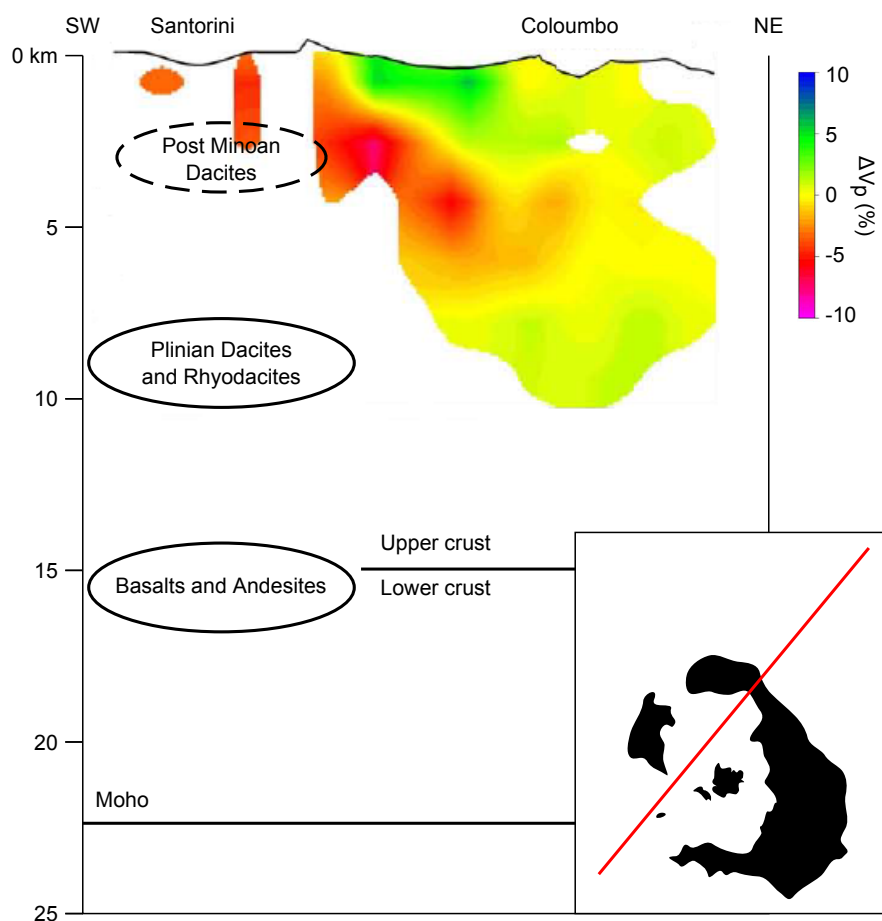 SW Santorini Coloumbo NE
0 km
10
5
0
-5
-10
ΔVp (%)
Post Minoan
Dacites
5
Plinian Dacites
and Rhyodacites
10
Upper crust
15
Basalts and Andesites
Lower crust
20
Moho
25